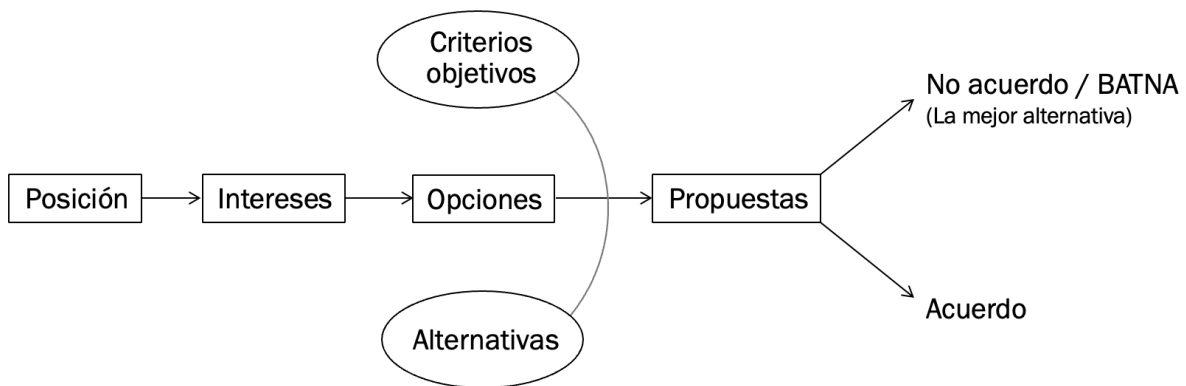 Criterios
objetivos
No acuerdo / BATNA
(La mejor alternativa)
Posición
Intereses
Opciones
Propuestas
Acuerdo
Alternativas